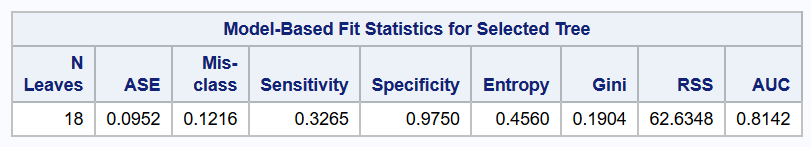 Model-Based Fit Statistics for Selected Tree
N Leaves ASE Mis-class Sensitivity Specificity Entropy Gini RSS AUC
18 0.0952 0.1216 0.3265 0.9750 0.4560 0.1904 62.6348 0.8142